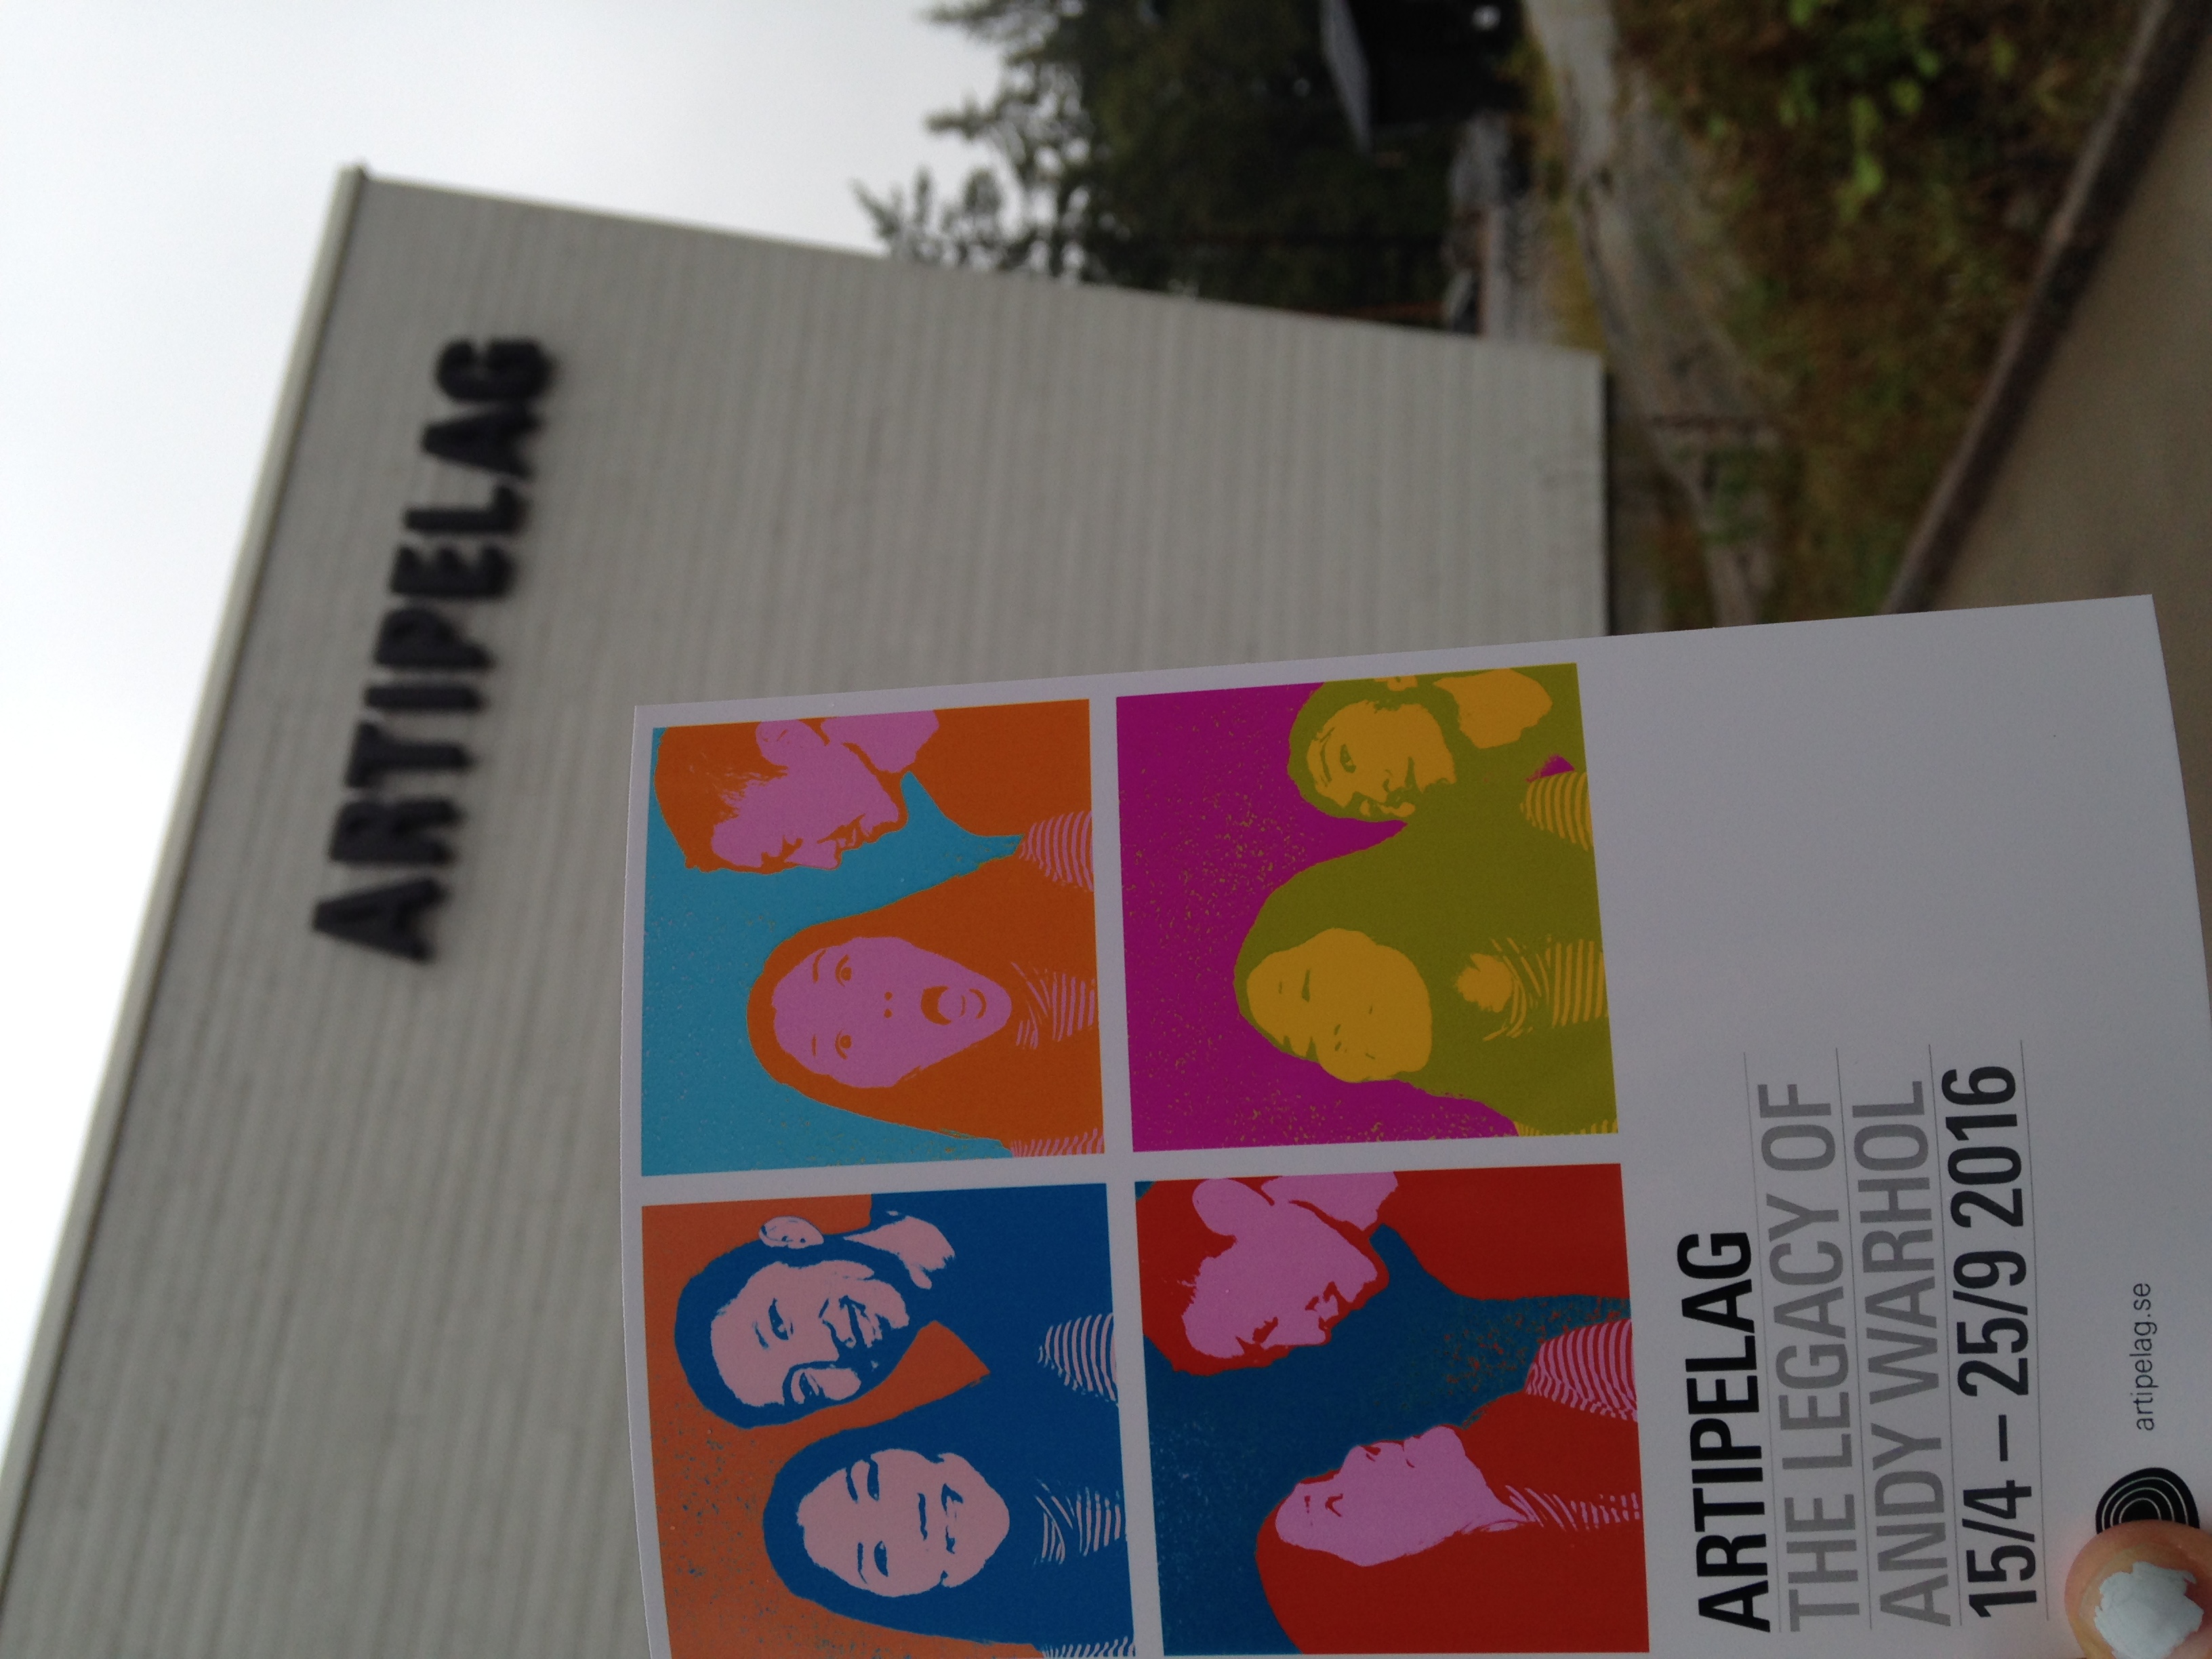 ARTIPELAG
ARTIPELAG
THE LEGACY OF
ANDY WARHOL
15/4 – 25/9 2016
artipelag.se